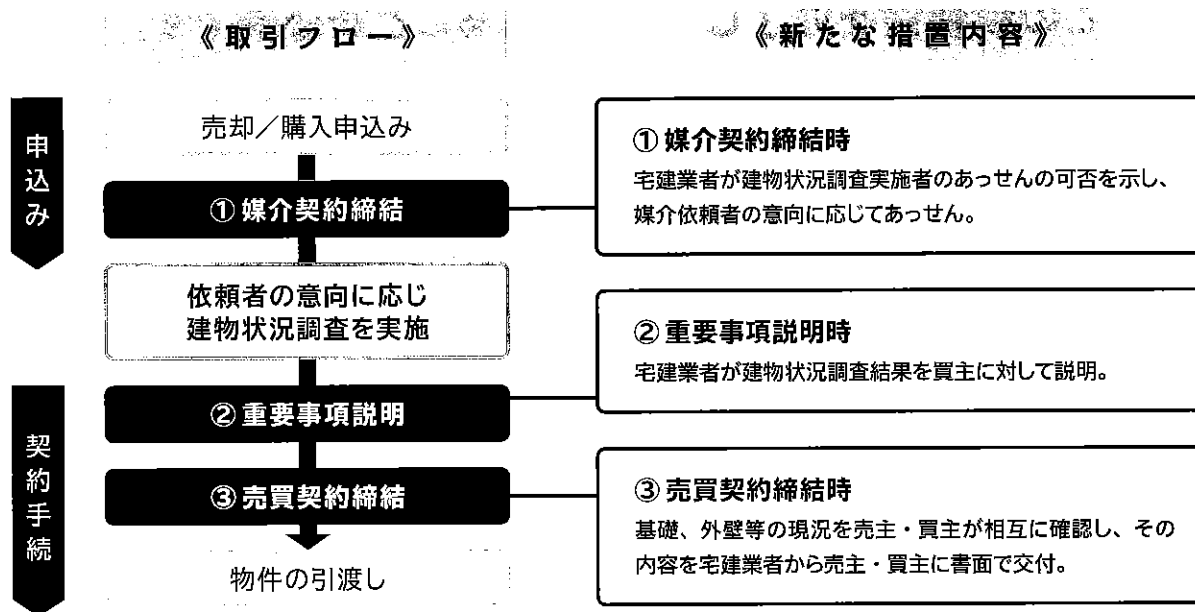 《取引フロー》
《新たな措置内容》
申込み
売却／購入申込み
①媒介契約締結
依頼者の意向に応じ
建物状況調査を実施
契約手続
②重要事項説明
③売買契約締結
物件の引渡し
①媒介契約締結時
宅建業者が建物状況調査実施者のあっせんの可否を示し、
媒介依頼者の意向に応じてあっせん。
②重要事項説明時
宅建業者が建物状況調査結果を買主に対して説明。
③売買契約締結時
基礎、外壁等の現況を売主・買主が相互に確認し、その
内容を宅建業者から売主・買主に書面で交付。